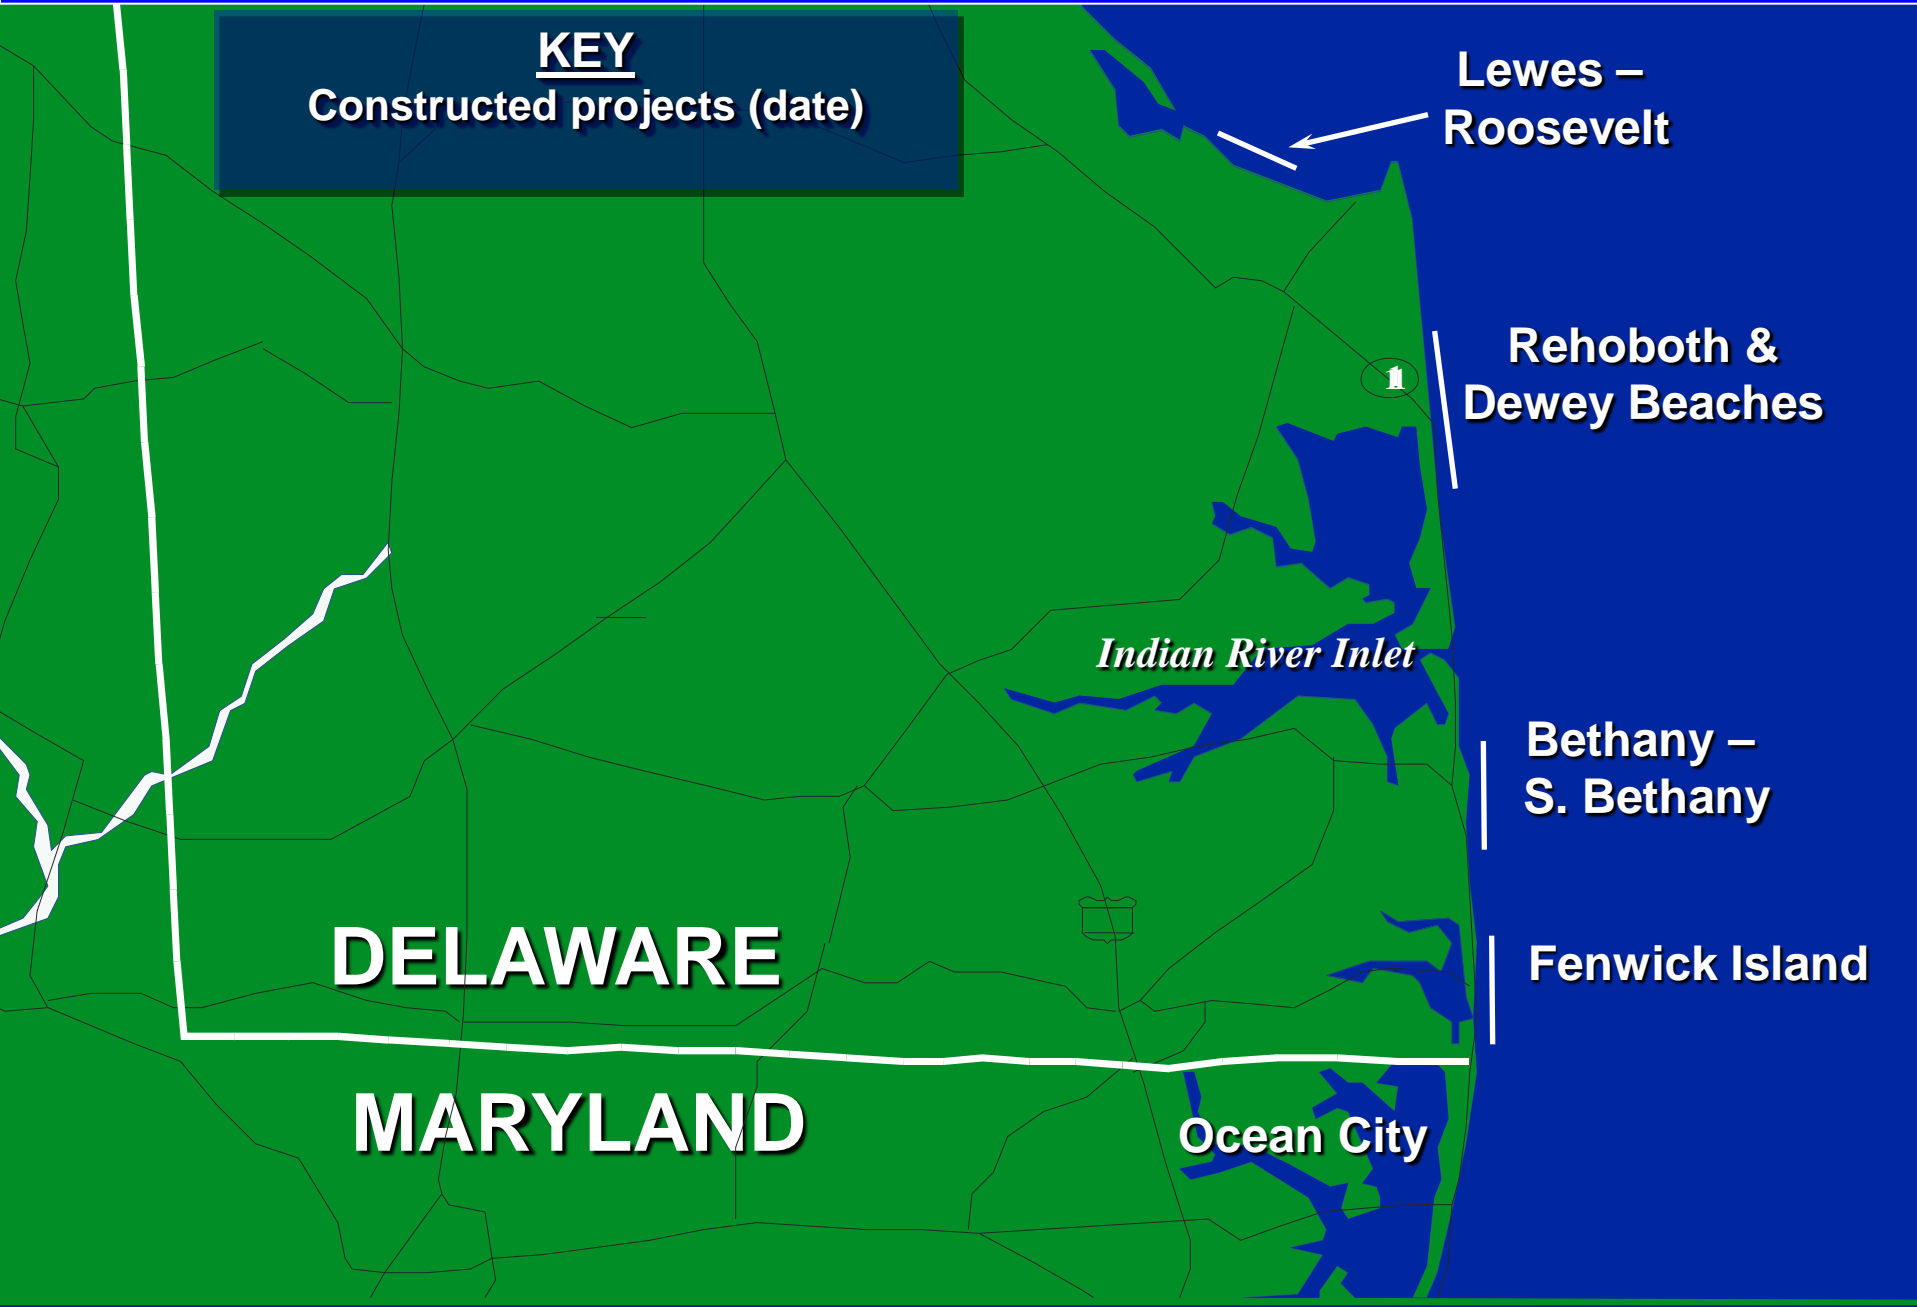 KEY
Constructed projects (date)
Lewes –
Roosevelt
Rehoboth &
Dewey Beaches
1
Indian River Inlet
Bethany –
S. Bethany
Fenwick Island
DELAWARE
MARYLAND
Ocean City